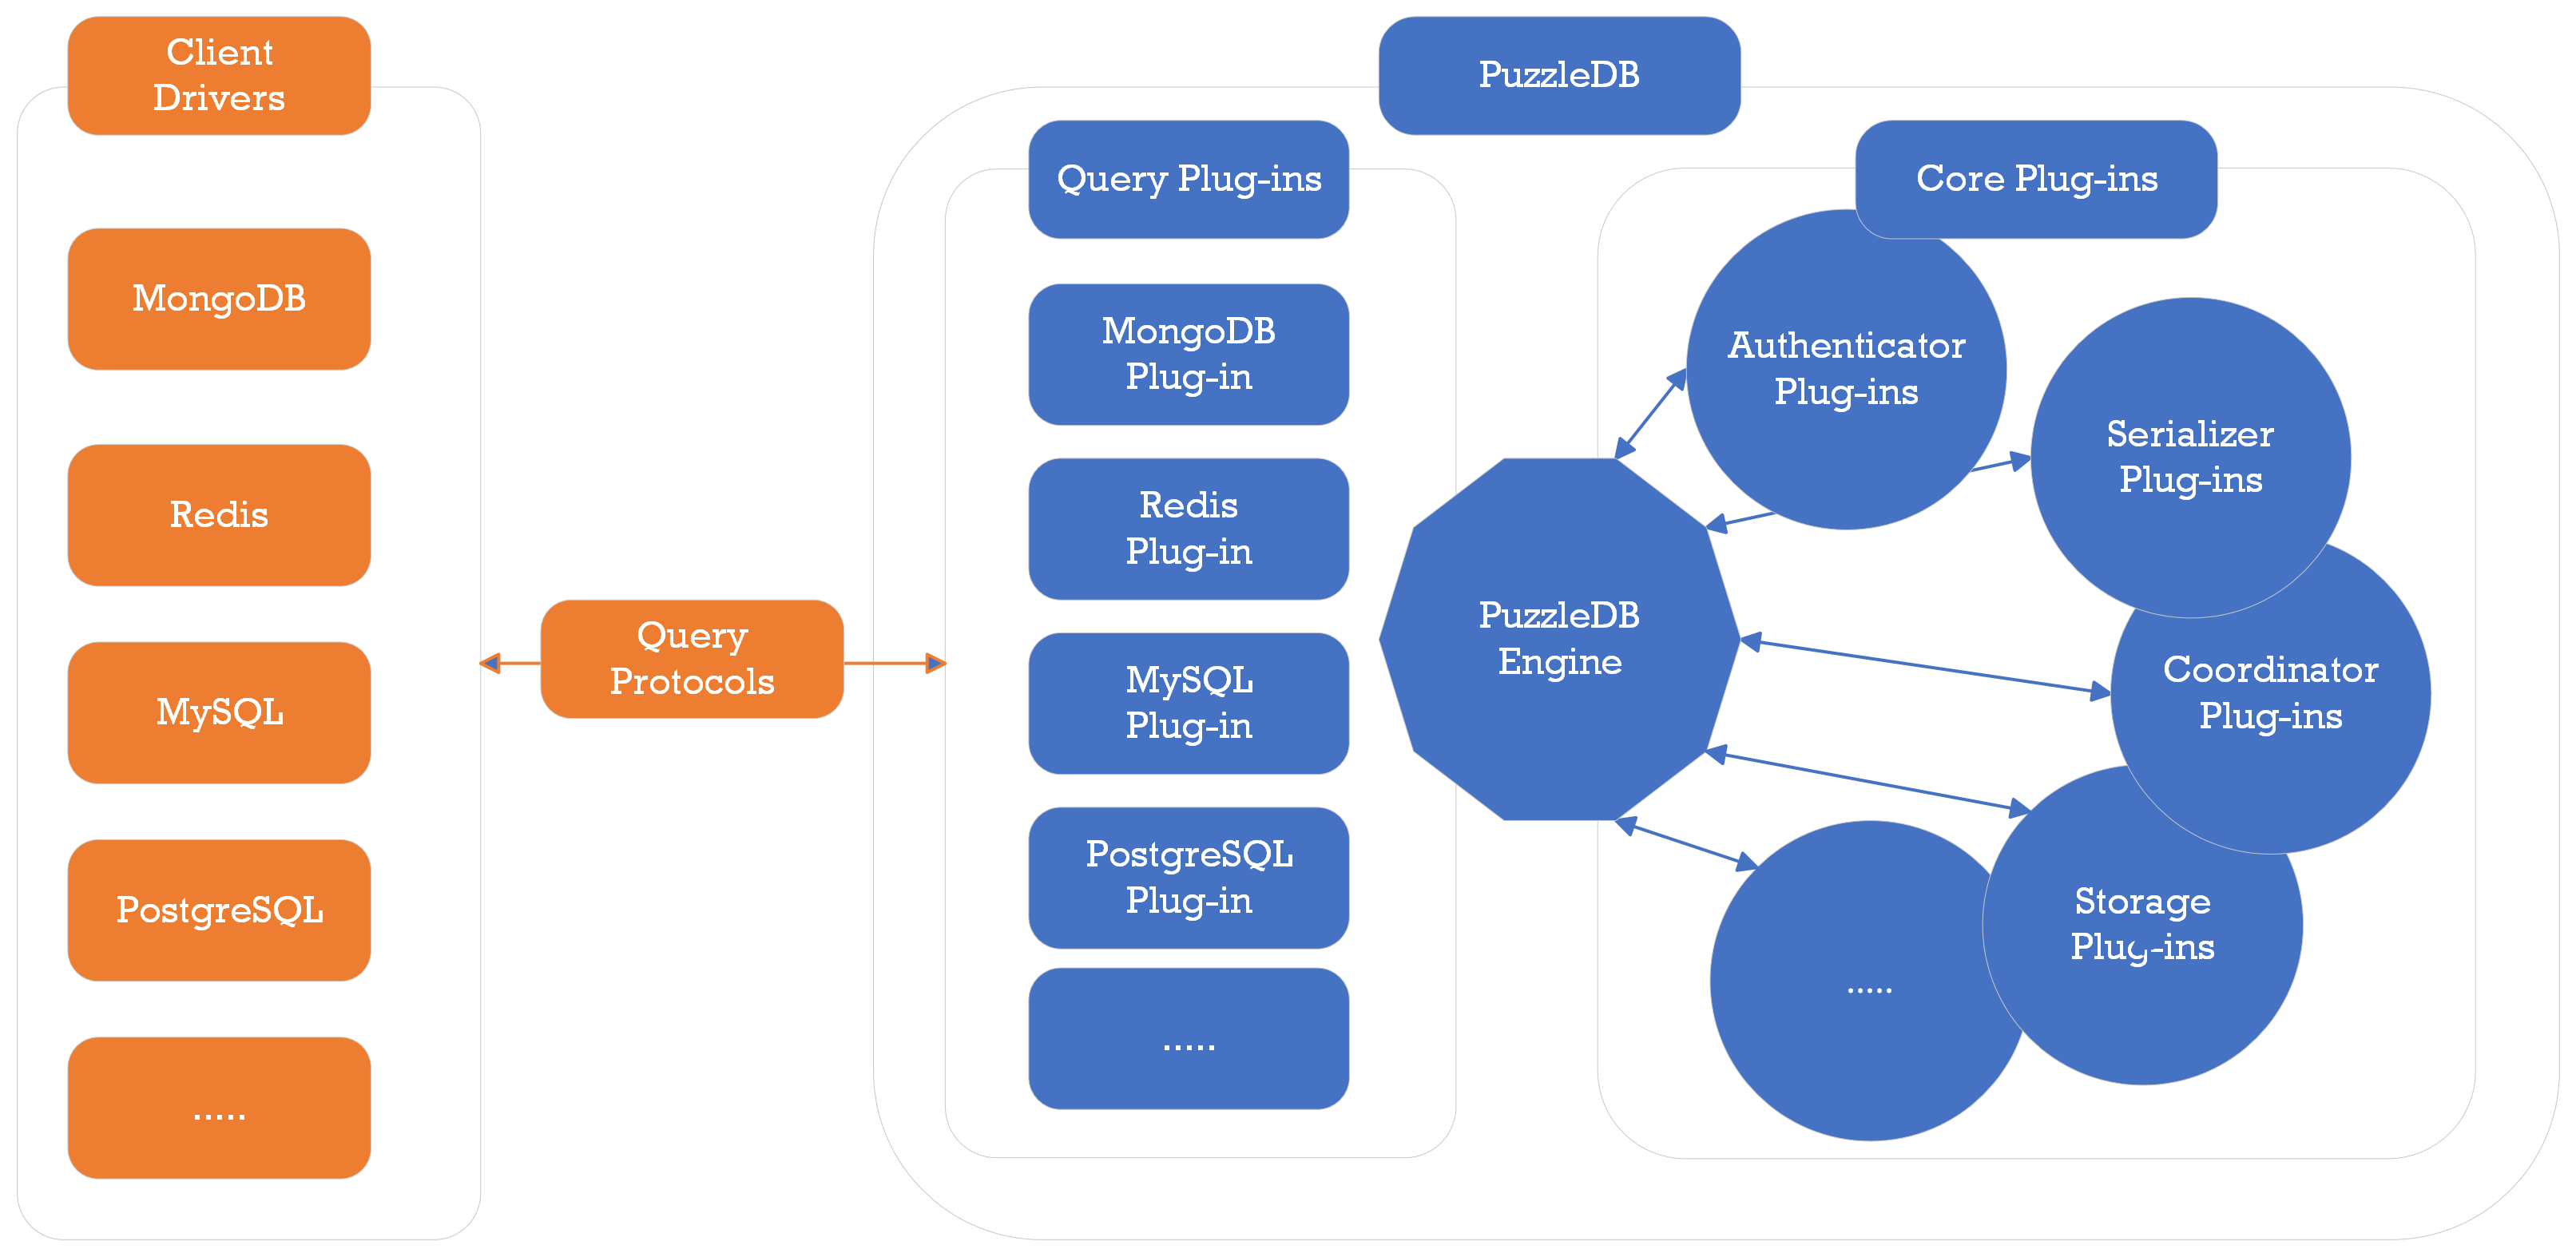 Client
Drivers
MongoDB
Redis
MySQL
PostgreSQL
.....
Query
Protocols
PuzzleDB
Query Plug-ins
MongoDB
Plug-in
Redis
Plug-in
MySQL
Plug-in
PostgreSQL
Plug-in
.....
PuzzleDB
Engine
Core Plug-ins
Authenticator
Plug-ins
Serializer
Plug-ins
Coordinator
Plug-ins
Storage
Plug-ins
.....